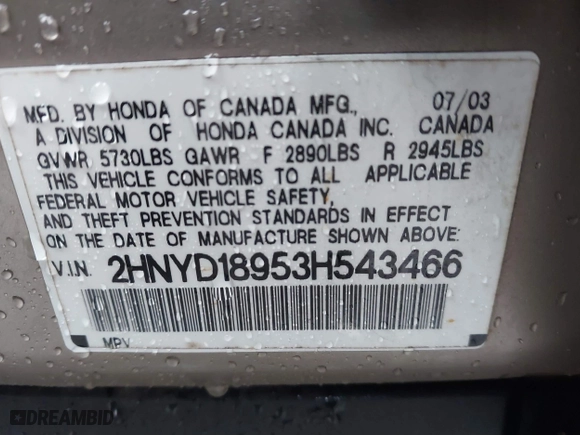 MFD. BY HONDA OF CANADA MFG., 07/03
A DIVISION OF HONDA CANADA INC. CANADA
GVWR 5730LBS GAWR F 2890LBS R 2945LBS
THIS VEHICLE CONFORMS TO ALL APPLICABLE
FEDERAL MOTOR VEHICLE SAFETY,
AND THEFT PREVENTION STANDARDS IN EFFECT
ON THE DATE OF MANUFACTURE SHOWN ABOVE:
V.I.N. 2HNYD18953H543466
MPV
DREAMBID